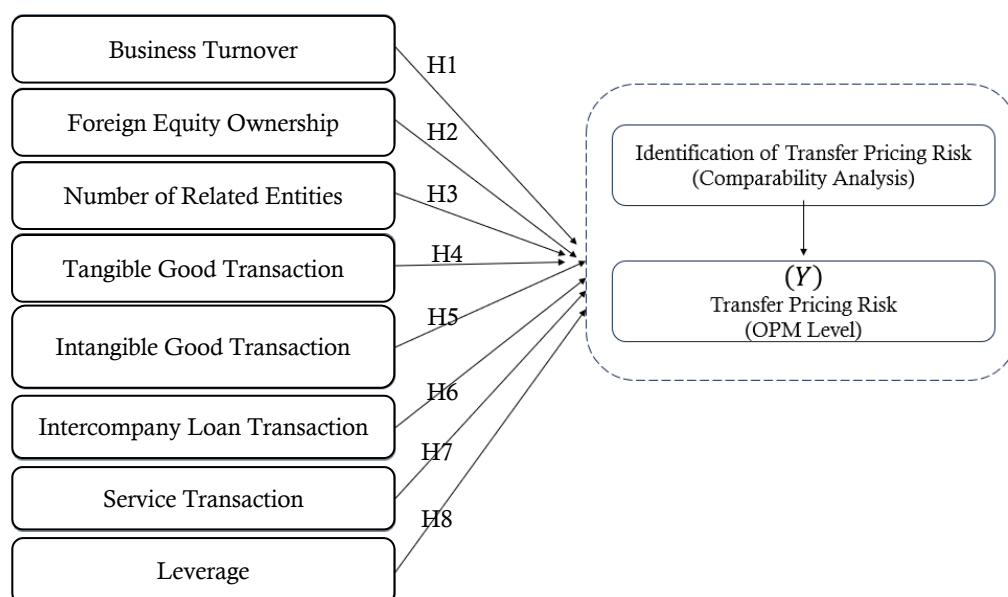 Business Turnover
H1
Foreign Equity Ownership
H2
Number of Related Entities
H3
Tangible Good Transaction
H4
Intangible Good Transaction
H5
Intercompany Loan Transaction
H6
Service Transaction
H7
Leverage
H8
Identification of Transfer Pricing Risk
(Comparability Analysis)
(Y)
Transfer Pricing Risk
(OPM Level)